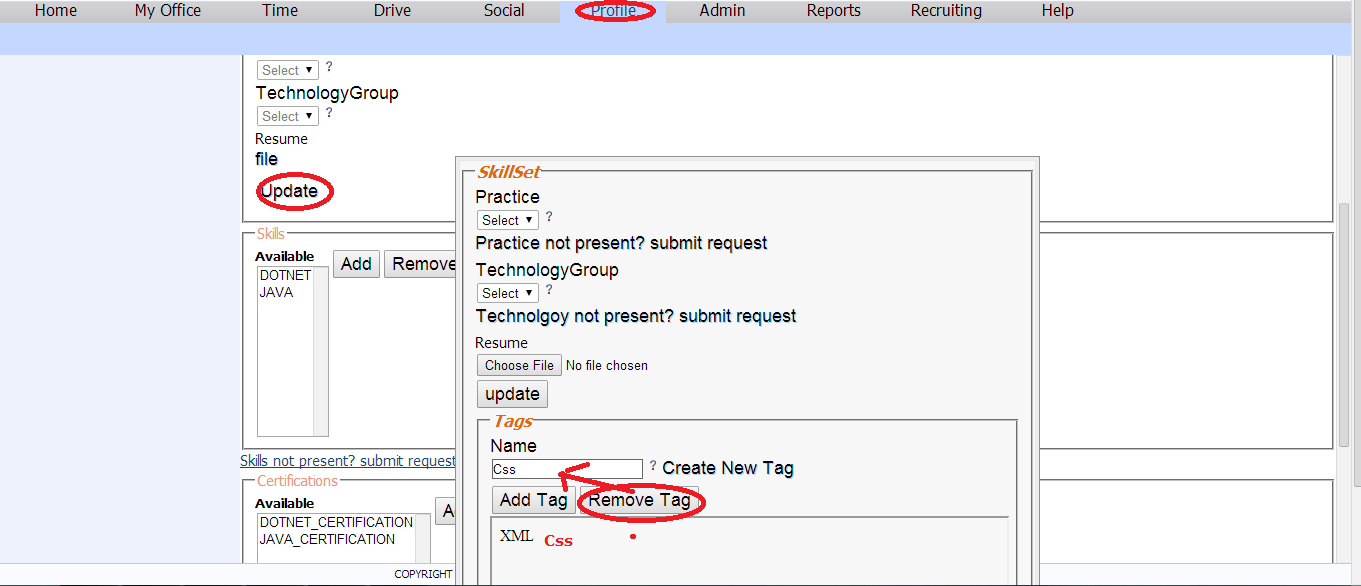 Home My Office Time Drive Social Profile Admin Reports Recruiting Help
Select ?
TechnologyGroup
Select ?
Resume
file
Update
Skills
Available
DOTNET
JAVA
Add Remove
Skills not present? submit request
Certifications
Available
DOTNET_CERTIFICATION
JAVA_CERTIFICATION
A
COPYRIGHT
SkillSet
Practice
Select ?
Practice not present? submit request
TechnologyGroup
Select ?
Technolgoy not present? submit request
Resume
Choose File No file chosen
update
Tags
Name
Css ? Create New Tag
Add Tag Remove Tag
XML Css